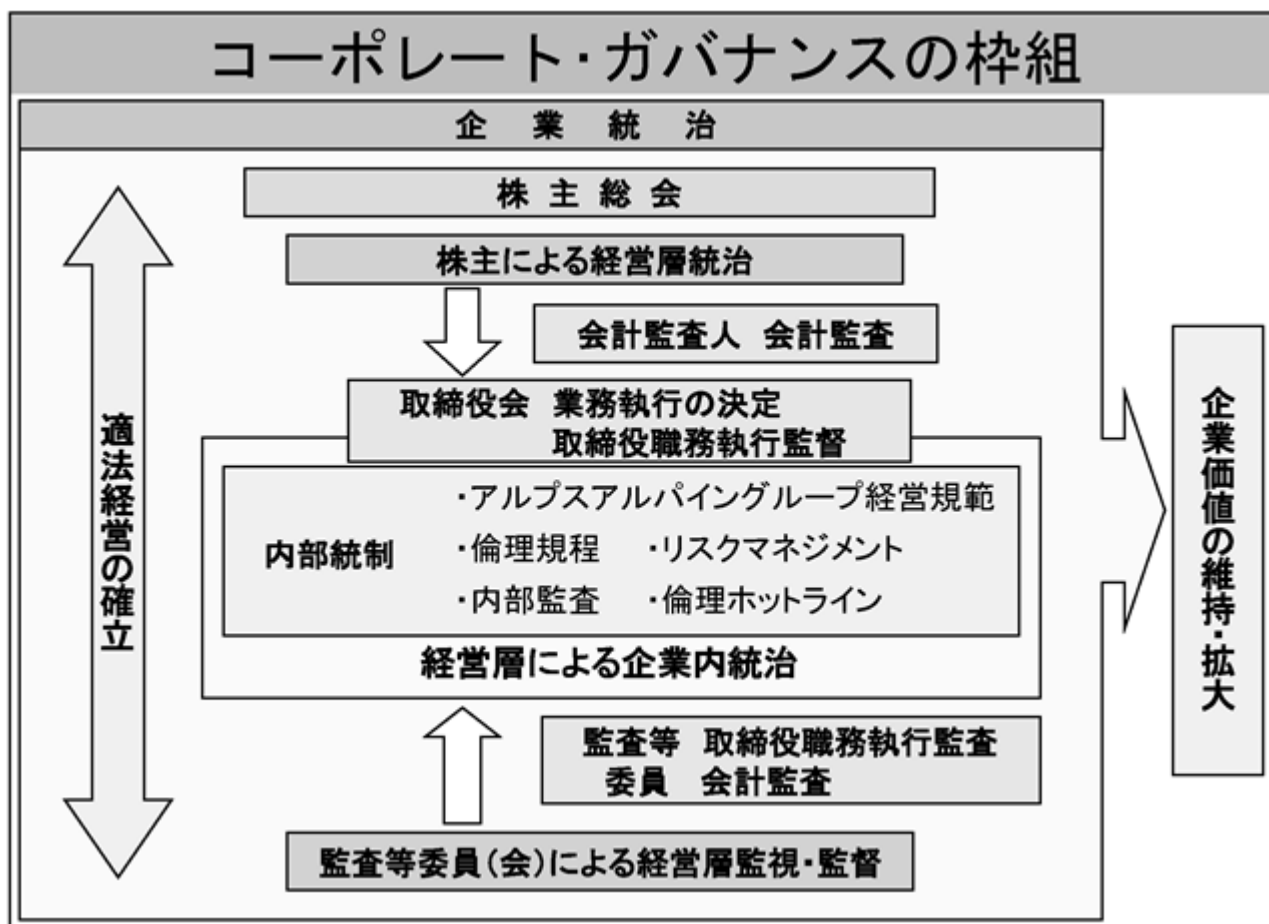 コーポレート・ガバナンスの枠組
企業統治
株主総会
株主による経営層統治
会計監査人 会計監査
取締役会 業務執行の決定
取締役職務執行監督
内部統制
・アルプスアルパイングループ経営規範
・倫理規程 ・リスクマネジメント
・内部監査 ・倫理ホットライン
経営層による企業内統治
監査等 取締役職務執行監査
委員 会計監査
監査等委員(会)による経営層監視・監督
適法経営の確立
企業価値の維持・拡大